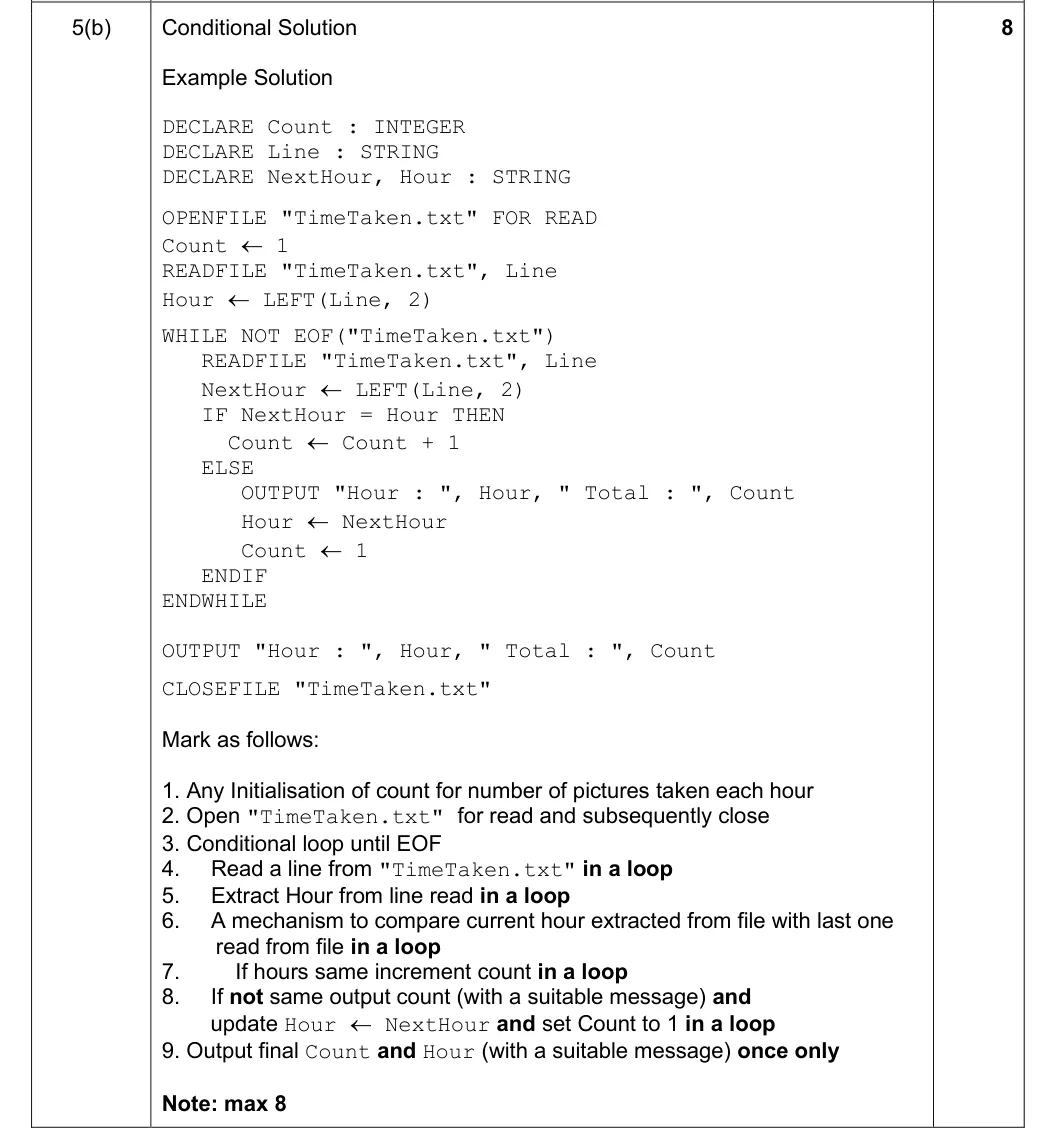 5(b) Conditional Solution 8
Example Solution
DECLARE Count : INTEGER
DECLARE Line : STRING
DECLARE NextHour, Hour : STRING
OPENFILE "TimeTaken.txt" FOR READ
Count ← 1
READFILE "TimeTaken.txt", Line
Hour ← LEFT(Line, 2)
WHILE NOT EOF("TimeTaken.txt")
   READFILE "TimeTaken.txt", Line
   NextHour ← LEFT(Line, 2)
   IF NextHour = Hour THEN
     Count ← Count + 1
   ELSE
      OUTPUT "Hour : ", Hour, " Total : ", Count
      Hour ← NextHour
      Count ← 1
   ENDIF
ENDWHILE
OUTPUT "Hour : ", Hour, " Total : ", Count
CLOSEFILE "TimeTaken.txt"
Mark as follows:
1. Any Initialisation of count for number of pictures taken each hour
2. Open "TimeTaken.txt" for read and subsequently close
3. Conditional loop until EOF
4. Read a line from "TimeTaken.txt" in a loop
5. Extract Hour from line read in a loop
6. A mechanism to compare current hour extracted from file with last one
read from file in a loop
7. If hours same increment count in a loop
8. If not same output count (with a suitable message) and
update Hour ← NextHour and set Count to 1 in a loop
9. Output final Count and Hour (with a suitable message) once only
Note: max 8